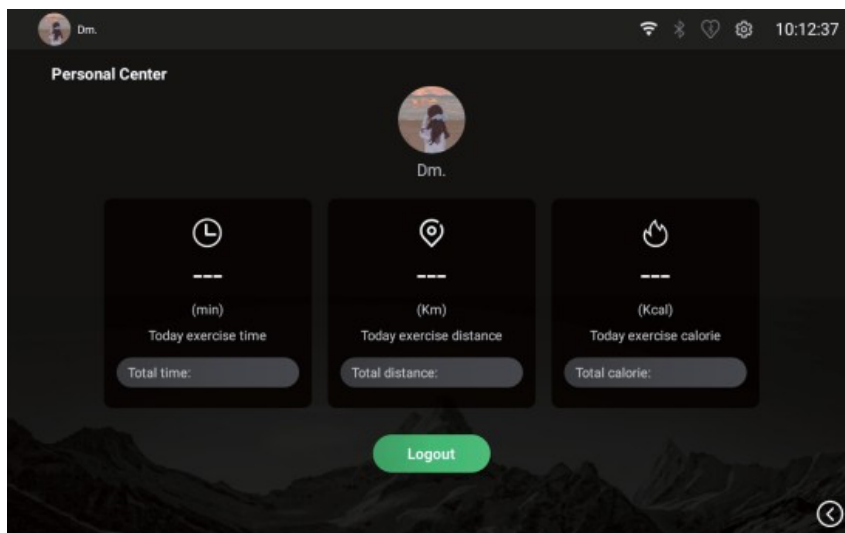 Dm.
10:12:37
Personal Center
Dm.
---
---
---
(min)
(Km)
(Kcal)
Today exercise time
Today exercise distance
Today exercise calorie
Total time:
Total distance:
Total calorie:
Logout